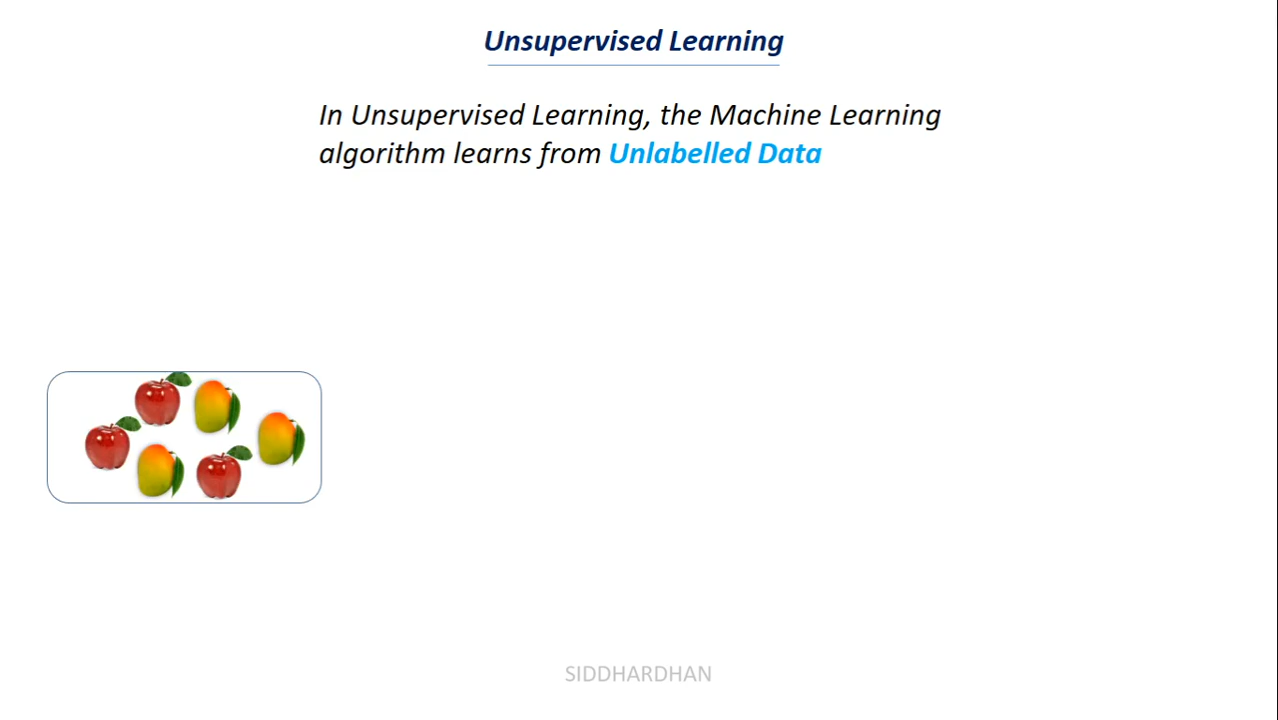 Unsupervised Learning
In Unsupervised Learning, the Machine Learning
algorithm learns from Unlabelled Data
SIDDHARDHAN